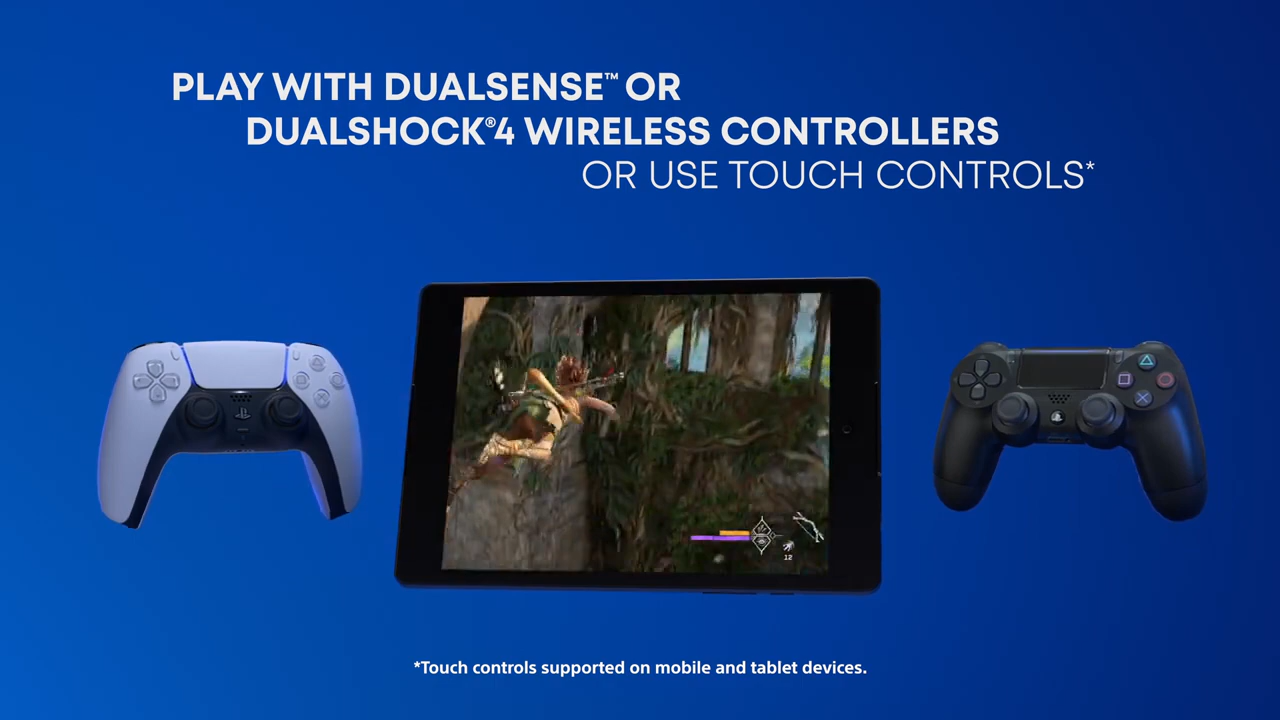 PLAY WITH DUALSENSE™ OR
DUALSHOCK®4 WIRELESS CONTROLLERS
OR USE TOUCH CONTROLS*
12
*Touch controls supported on mobile and tablet devices.